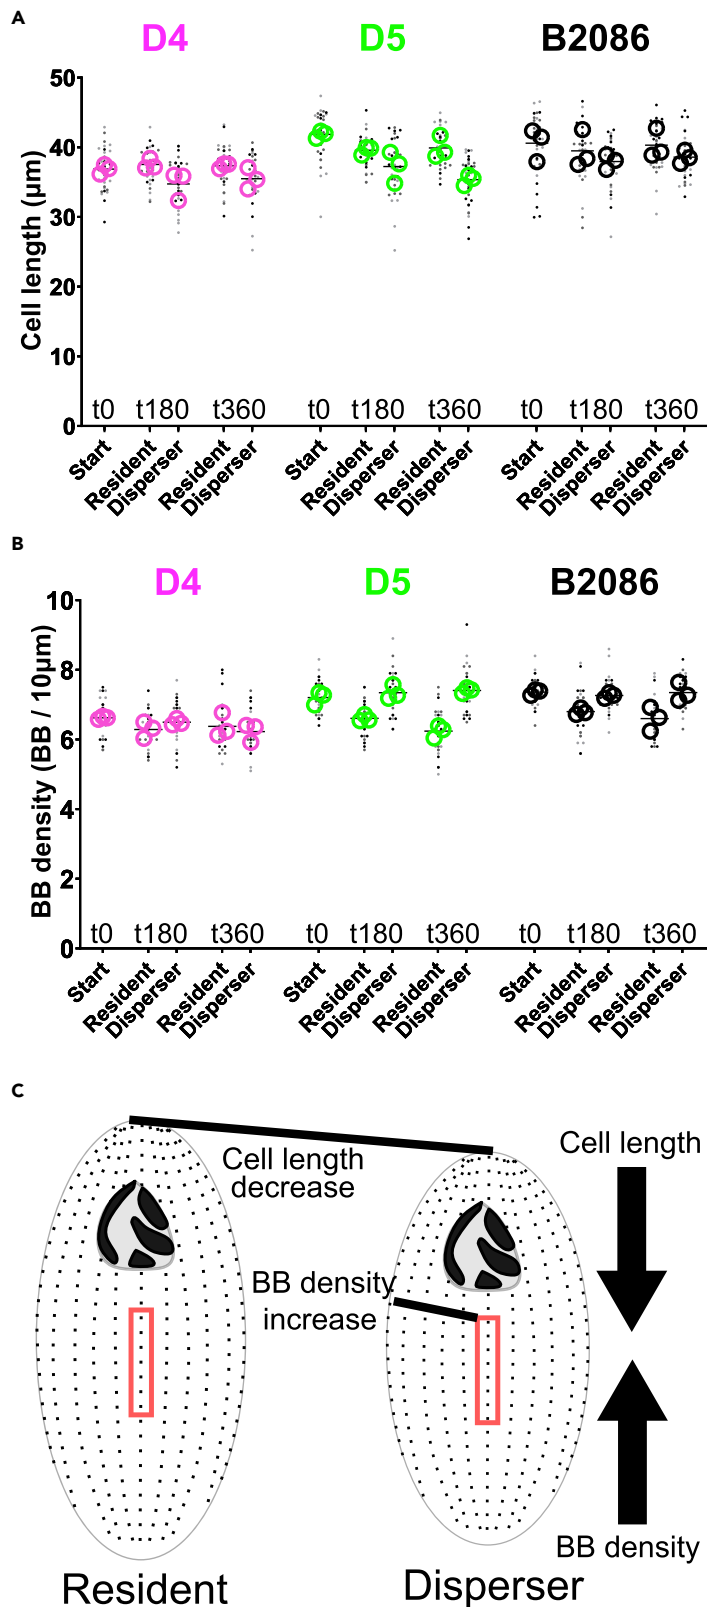 A
D4 D5 B2086
Cell length (µm)
50
40
30
20
10
0
t0 t180 t360 t0 t180 t360 t0 t180 t360
Start Resident Disperser Resident Disperser Start Resident Disperser Resident Disperser Start Resident Disperser Resident Disperser
B
D4 D5 B2086
BB density (BB / 10µm)
10
8
6
4
2
0
t0 t180 t360 t0 t180 t360 t0 t180 t360
Start Resident Disperser Resident Disperser Start Resident Disperser Resident Disperser Start Resident Disperser Resident Disperser
C
Cell length
decrease
Cell length
BB density
increase
BB density
Resident
Disperser